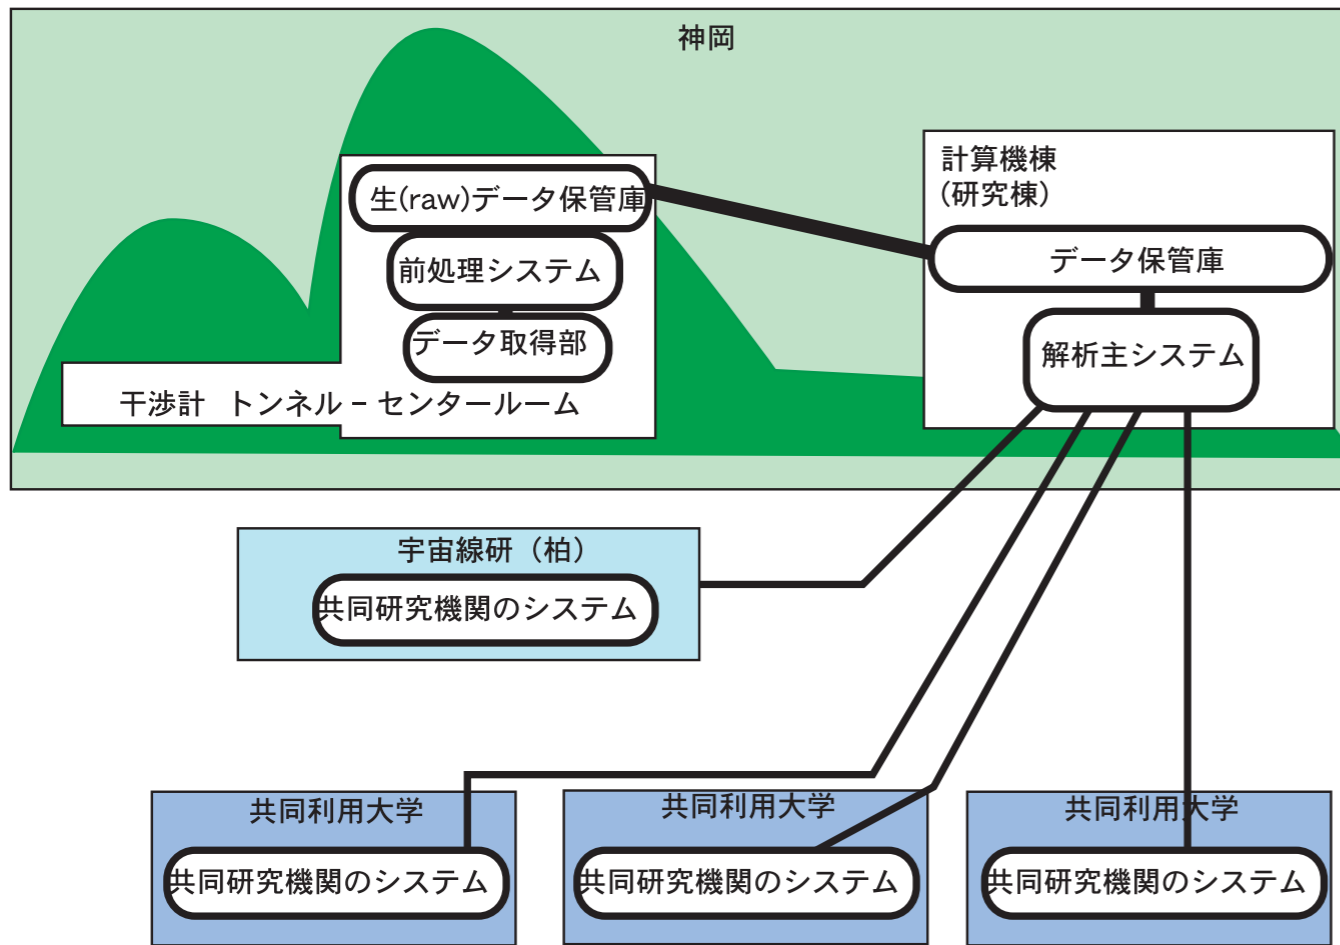 神岡
生(raw)データ保管庫
前処理システム
データ取得部
干渉計 トンネル – センタールーム
計算機棟
(研究棟)
データ保管庫
解析主システム
宇宙線研（柏）
共同研究機関のシステム
共同利用大学
共同研究機関のシステム
共同利用大学
共同研究機関のシステム
共同利用大学
共同研究機関のシステム